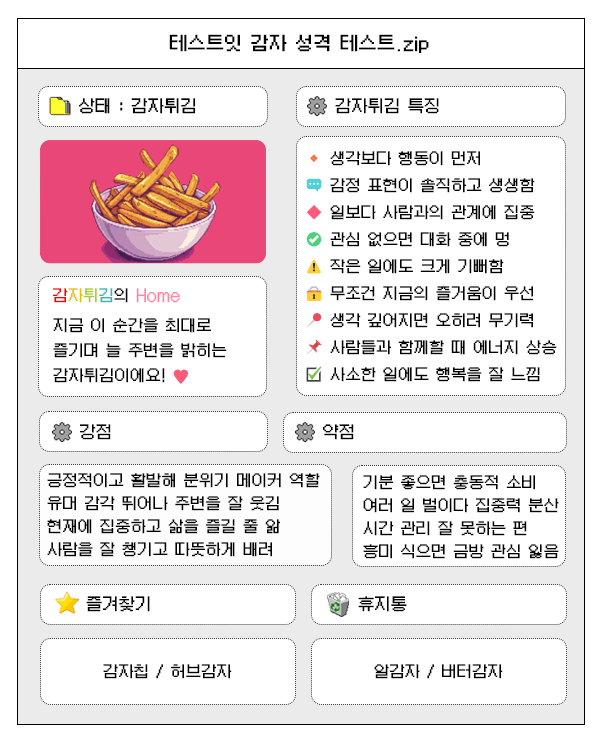 테스트잇 감자 성격 테스트.zip
상태 : 감자튀김
감자튀김 특징
생각보다 행동이 먼저
감정 표현이 솔직하고 생생함
일보다 사람과의 관계에 집중
관심 없으면 대화 중에 멍
작은 일에도 크게 기뻐함
무조건 지금의 즐거움이 우선
생각 깊어지면 오히려 무기력
사람들과 함께할 때 에너지 상승
사소한 일에도 행복을 잘 느낌
감자튀김의 Home
지금 이 순간을 최대로
즐기며 늘 주변을 밝히는
감자튀김이에요!
강점
긍정적이고 활발해 분위기 메이커 역할
유머 감각 뛰어나 주변을 잘 웃김
현재에 집중하고 삶을 즐길 줄 앎
사람을 잘 챙기고 따뜻하게 배려
약점
기분 좋으면 충동적 소비
여러 일 벌이다 집중력 분산
시간 관리 잘 못하는 편
흥미 식으면 금방 관심 잃음
즐겨찾기
감자칩 / 허브감자
휴지통
알감자 / 버터감자